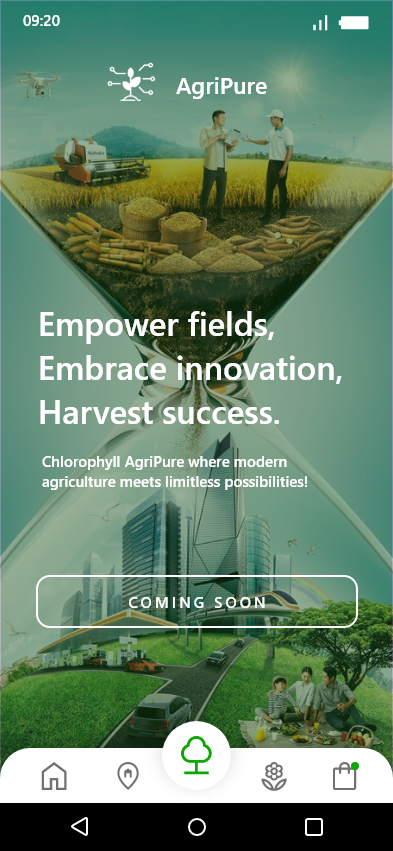 09:20
AgriPure
Empower fields,
Embrace innovation,
Harvest success.
Chlorophyll AgriPure where modern
agriculture meets limitless possibilities!
COMING SOON